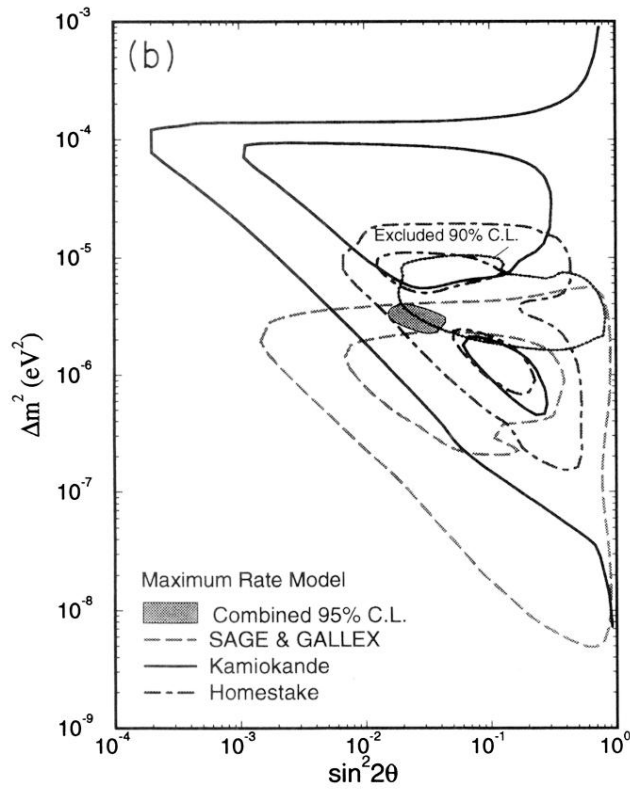 (b)
10⁻³
10⁻⁴
10⁻⁵
10⁻⁶
10⁻⁷
10⁻⁸
10⁻⁹
Δm² (eV²)
Excluded 90% C.L.
Maximum Rate Model
Combined 95% C.L.
SAGE & GALLEX
Kamiokande
Homestake
10⁻⁴ 10⁻³ 10⁻² 10⁻¹ 10⁰
sin²2θ